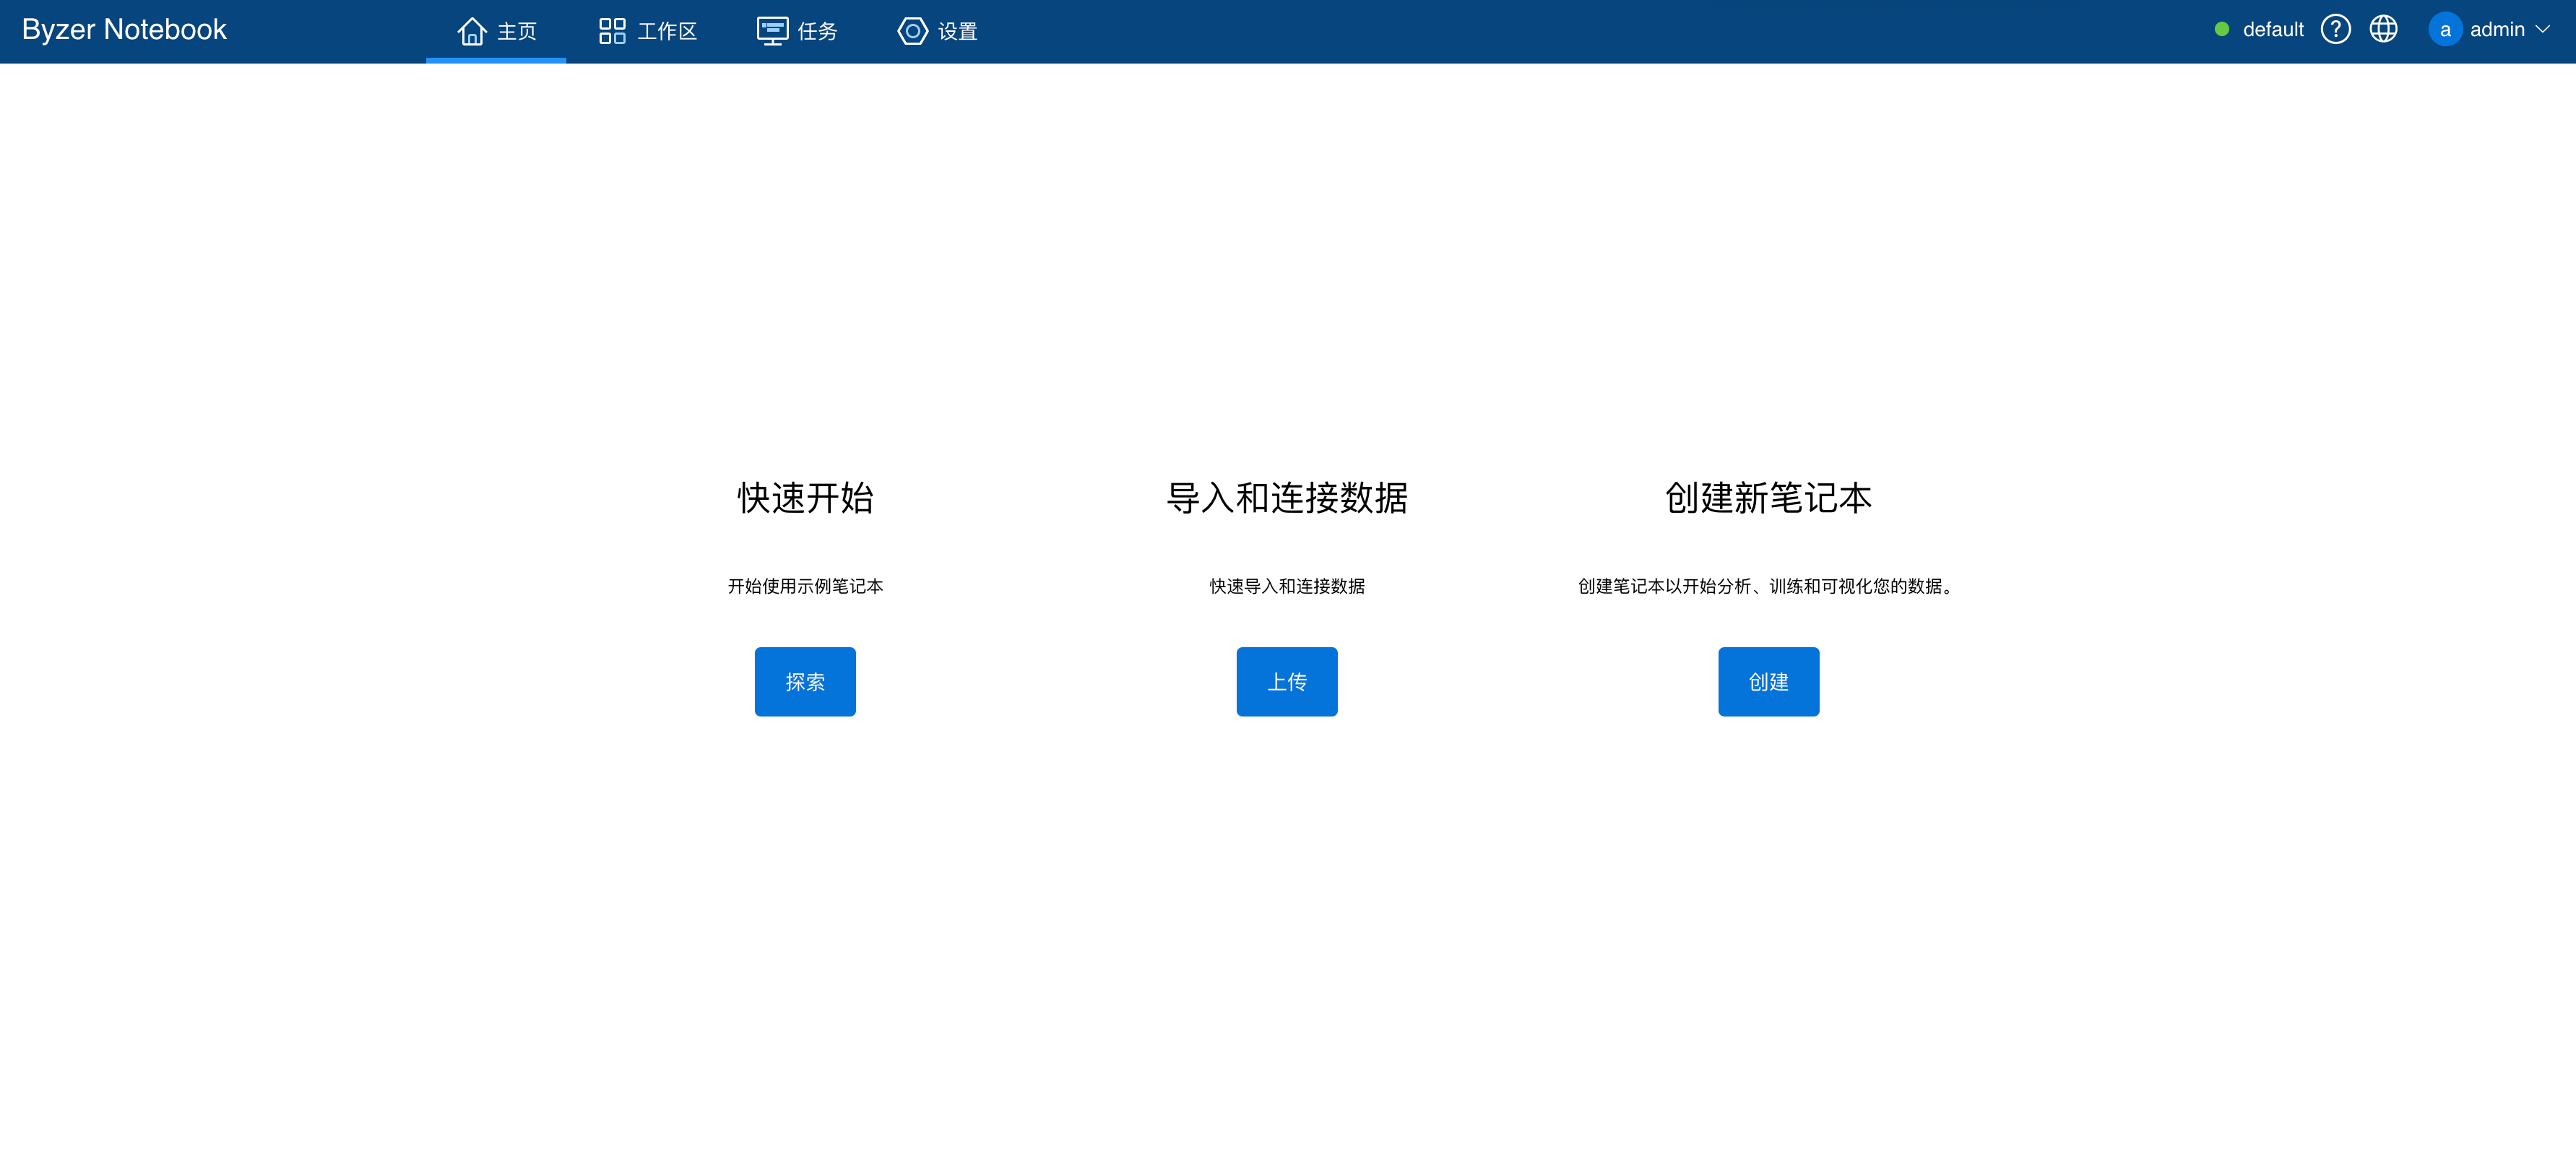 Byzer Notebook
主页
工作区
任务
设置
default
?
a
admin
快速开始
导入和连接数据
创建新笔记本
开始使用示例笔记本
快速导入和连接数据
创建笔记本以开始分析、训练和可视化您的数据。
探索
上传
创建